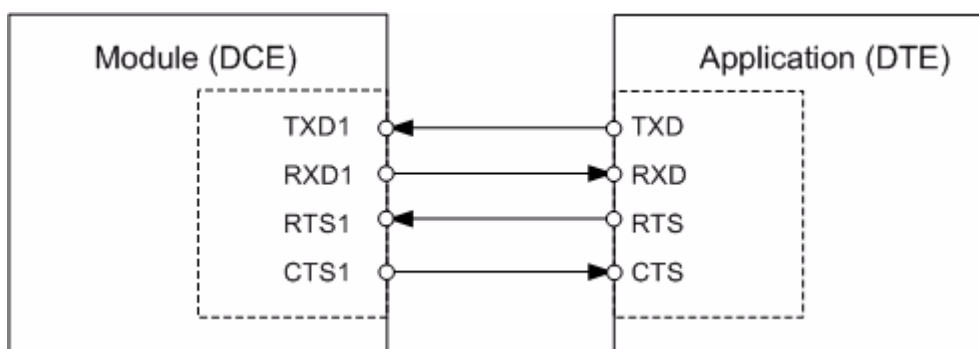 Module (DCE)
Application (DTE)
TXD1
TXD
RXD1
RXD
RTS1
RTS
CTS1
CTS